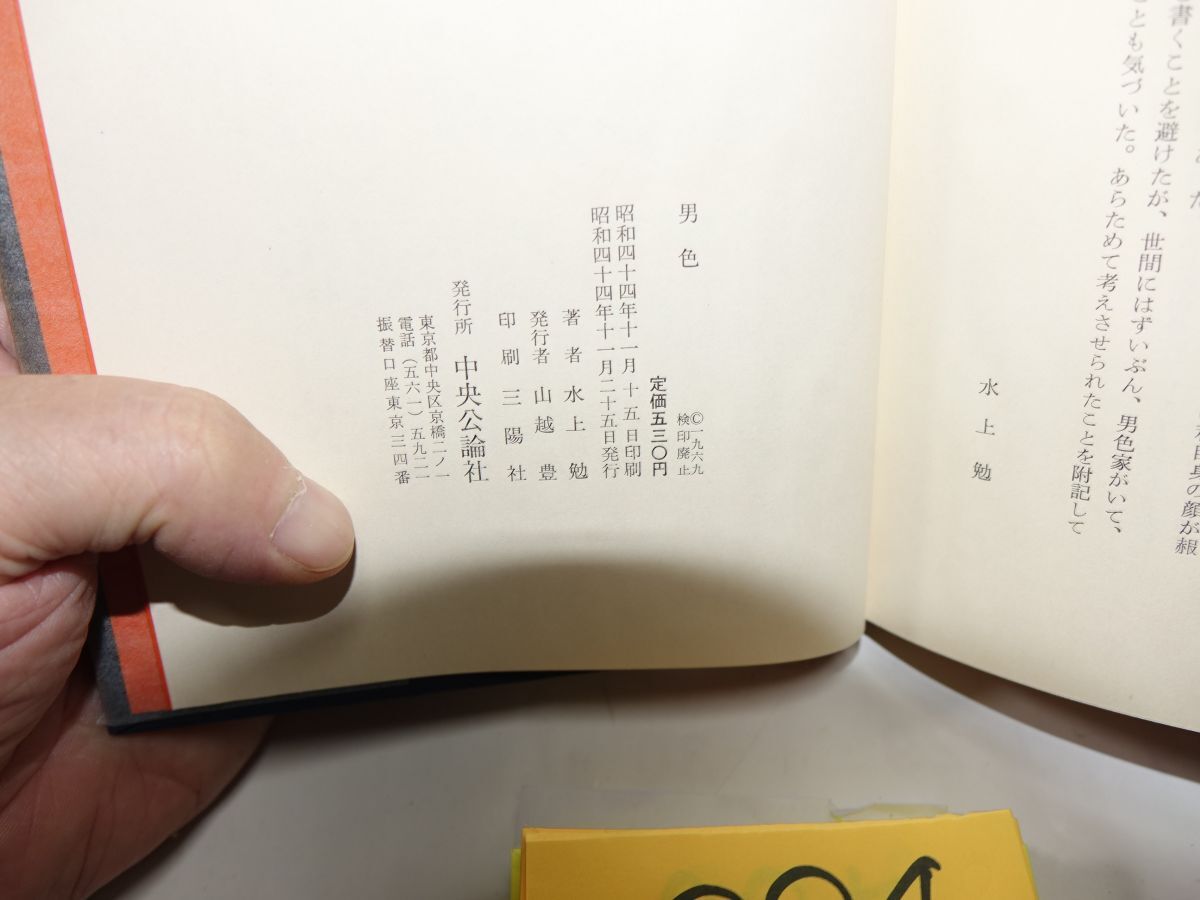 書くことを避けたが、世間にはずいぶん、男色家がいて、
とも気づいた。あらためて考えさせられたことを附記して
水上勉
男色
©一九六九
検印廃止
定価五三〇円
昭和四十四年十一月十五日印刷
昭和四十四年十一月二十五日発行
著者水上勉
発行者山越豊
印刷三陽社
発行所中央公論社
東京都中央区京橋二ノ一
電話(五六一)五九二一
振替口座東京三四番